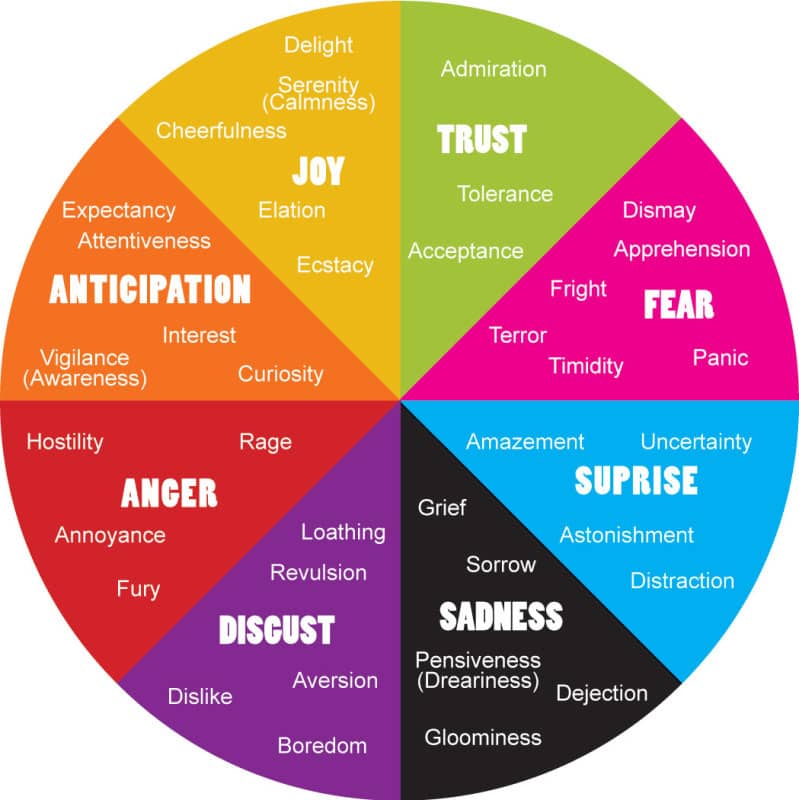 Delight
Serenity
(Calmness)
Cheerfulness
JOY
Elation
Ecstacy
Admiration
TRUST
Tolerance
Acceptance
Dismay
Apprehension
Fright
FEAR
Terror
Timidity
Panic
Amazement
Uncertainty
SUPRISE
Astonishment
Distraction
Grief
Sorrow
SADNESS
Pensiveness
(Dreariness)
Dejection
Gloominess
Loathing
Revulsion
DISGUST
Aversion
Dislike
Boredom
Hostility
Rage
ANGER
Annoyance
Fury
Expectancy
Attentiveness
ANTICIPATION
Interest
Vigilance
(Awareness)
Curiosity